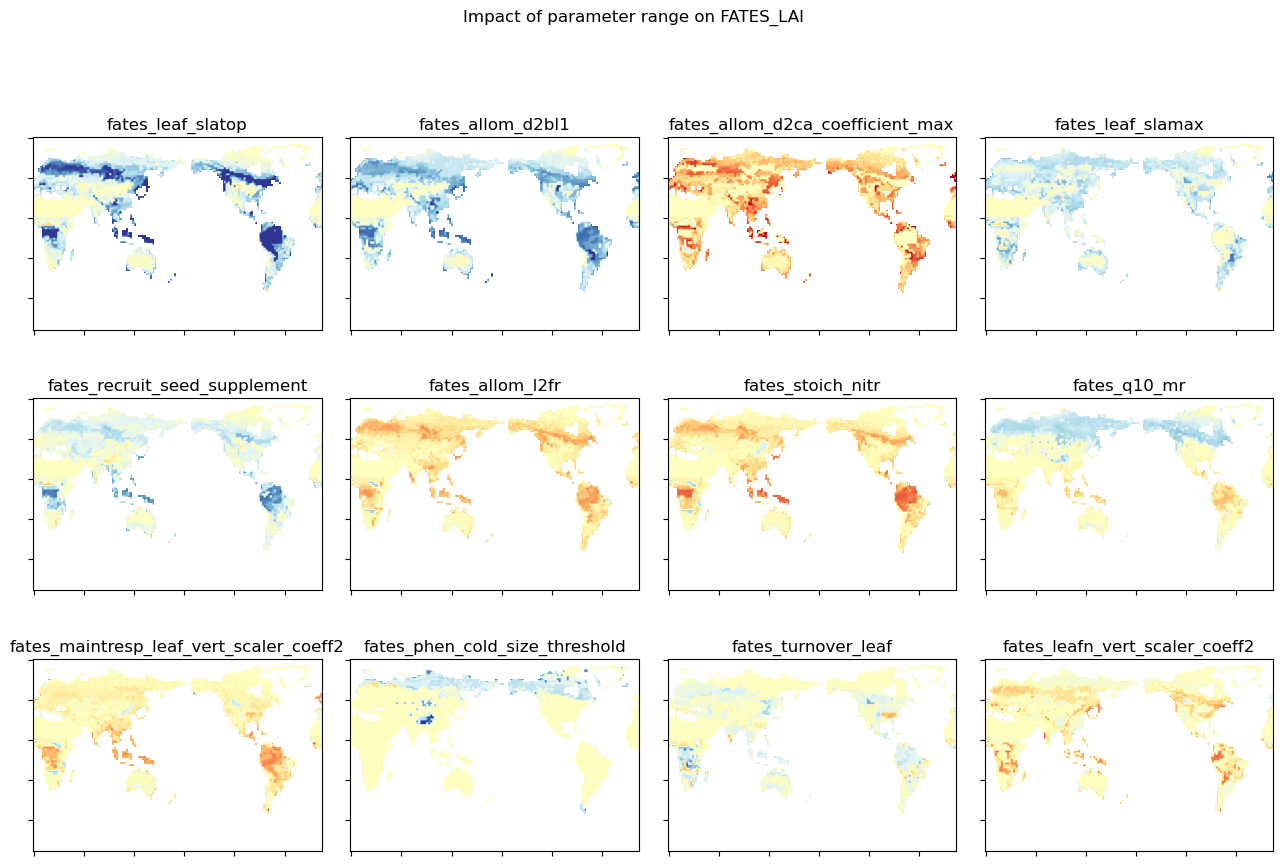 Impact of parameter range on FATES_LAI
fates_leaf_slatop
fates_allom_d2bl1
fates_allom_d2ca_coefficient_max
fates_leaf_slamax
fates_recruit_seed_supplement
fates_allom_l2fr
fates_stoich_nitr
fates_q10_mr
fates_maintresp_leaf_vert_scaler_coeff2
fates_phen_cold_size_threshold
fates_turnover_leaf
fates_leafn_vert_scaler_coeff2